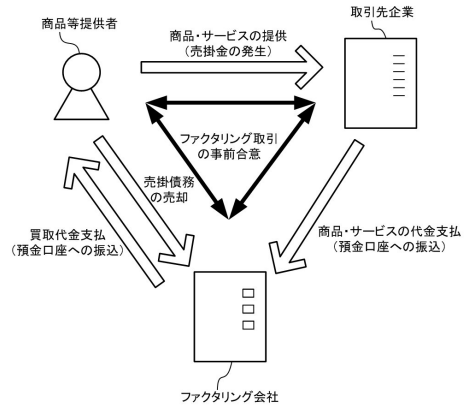 商品等提供者
取引先企業
商品・サービスの提供
(売掛金の発生)
ファクタリング取引
の事前合意
売掛債務
の売却
買取代金支払
(預金口座への振込)
商品・サービスの代金支払
(預金口座への振込)
ファクタリング会社